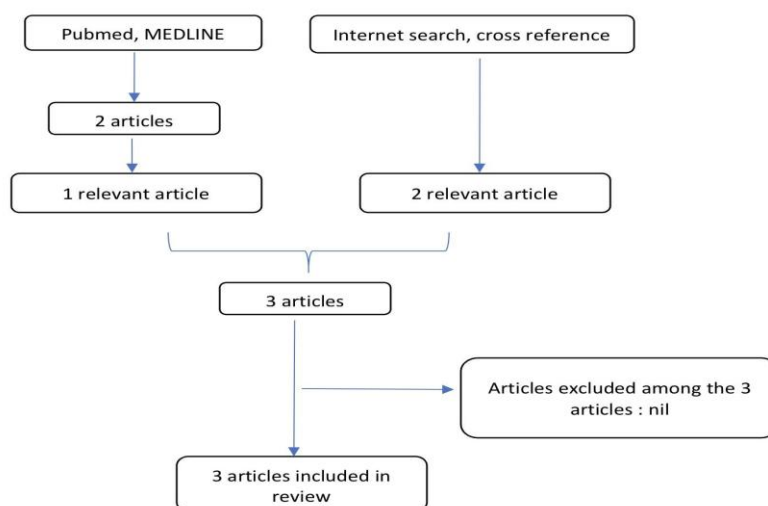 Pubmed, MEDLINE
Internet search, cross reference
2 articles
1 relevant article
2 relevant article
3 articles
Articles excluded among the 3
articles : nil
3 articles included in
review